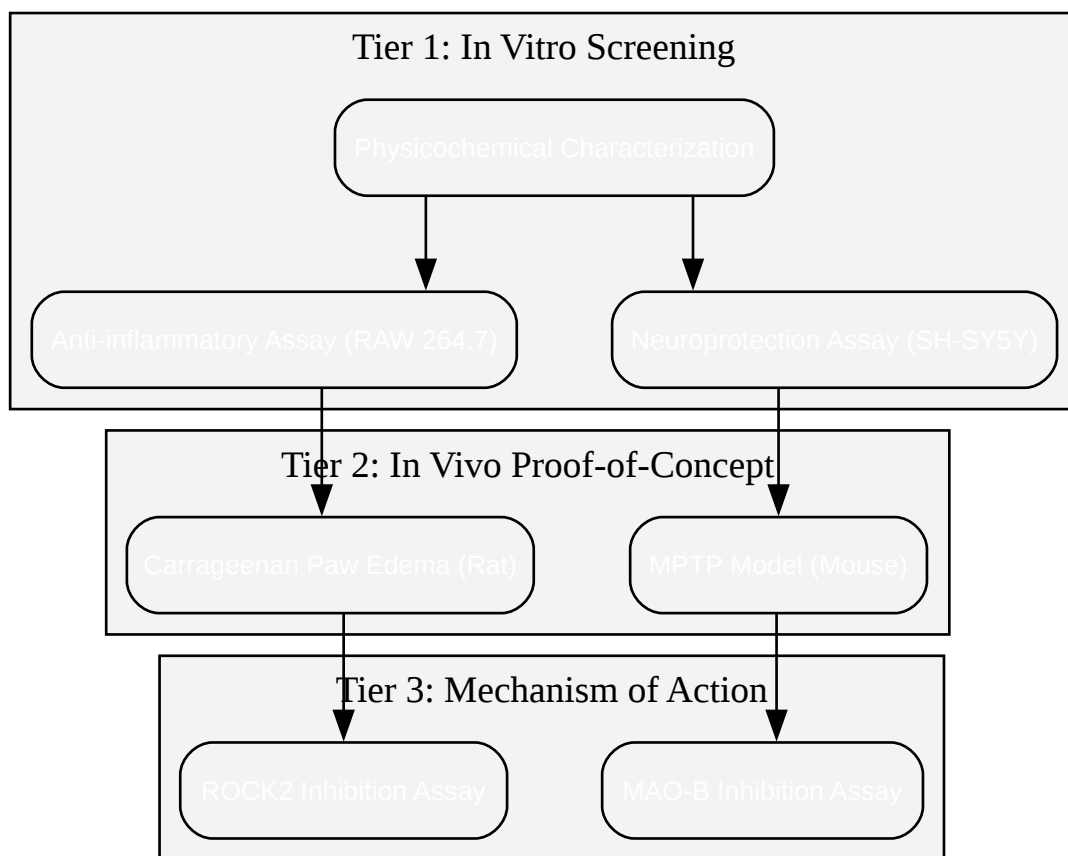 Tier 1: In Vitro Screening
Physicochemical Characterization
Anti-inflammatory Assay (RAW 264.7)
Neuroprotection Assay (SH-SY5Y)
Tier 2: In Vivo Proof-of-Concept
Carrageenan Paw Edema (Rat)
MPTP Model (Mouse)
Tier 3: Mechanism of Action
ROCK2 Inhibition Assay
MAO-B Inhibition Assay